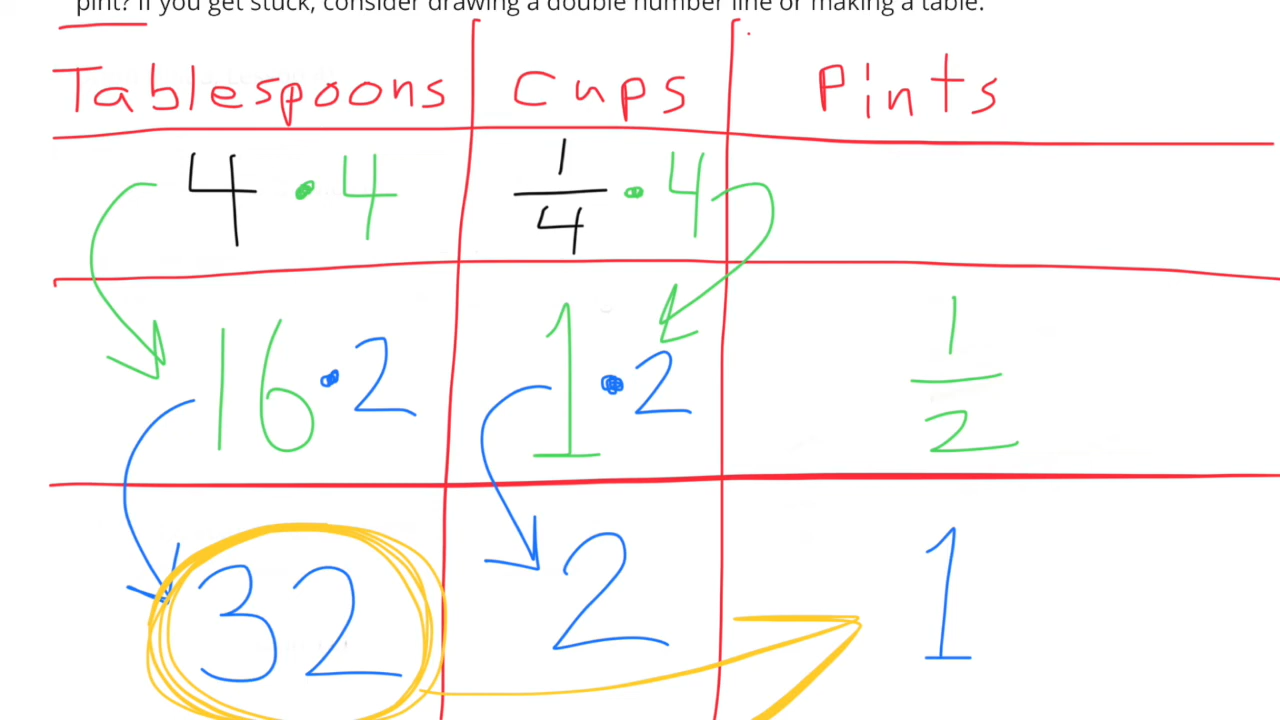 pint? If you get stuck, consider drawing a double number line or making a table.
Tablespoons Cups Pints
4 • 4 1/4 • 4
16 • 2 1 • 2 1/2
32 2 1